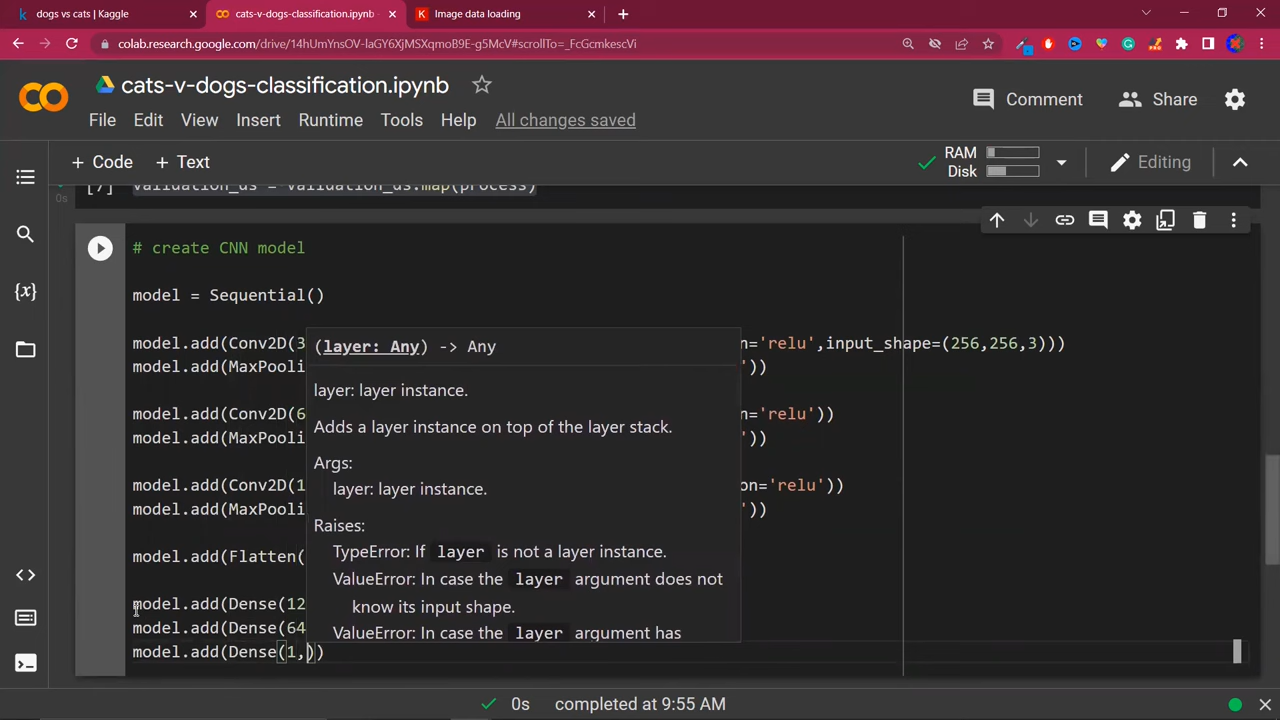 dogs vs cats | Kaggle
cats-v-dogs-classification.ipynb
Image data loading
colab.research.google.com/drive/14hUmYnsOV-laGY6XjMSXqmoB9E-g5McV#scrollTo=_FcGcmkescVi
cats-v-dogs-classification.ipynb
Comment
Share
File Edit View Insert Runtime Tools Help All changes saved
+ Code + Text
RAM
Disk
Editing
[7] validation_ds = validation_ds.map(process)
0s
# create CNN model
model = Sequential()
model.add(Conv2D(3 n='relu',input_shape=(256,256,3)))
model.add(MaxPooli '))
model.add(Conv2D(6 n='relu'))
model.add(MaxPooli '))
model.add(Conv2D(1 on='relu'))
model.add(MaxPooli '))
model.add(Flatten(
model.add(Dense(12
model.add(Dense(64
model.add(Dense(1,))
(layer: Any) -> Any
layer: layer instance.
Adds a layer instance on top of the layer stack.
Args:
layer: layer instance.
Raises:
TypeError: If layer is not a layer instance.
ValueError: In case the layer argument does not
know its input shape.
ValueError: In case the layer argument has
0s completed at 9:55 AM